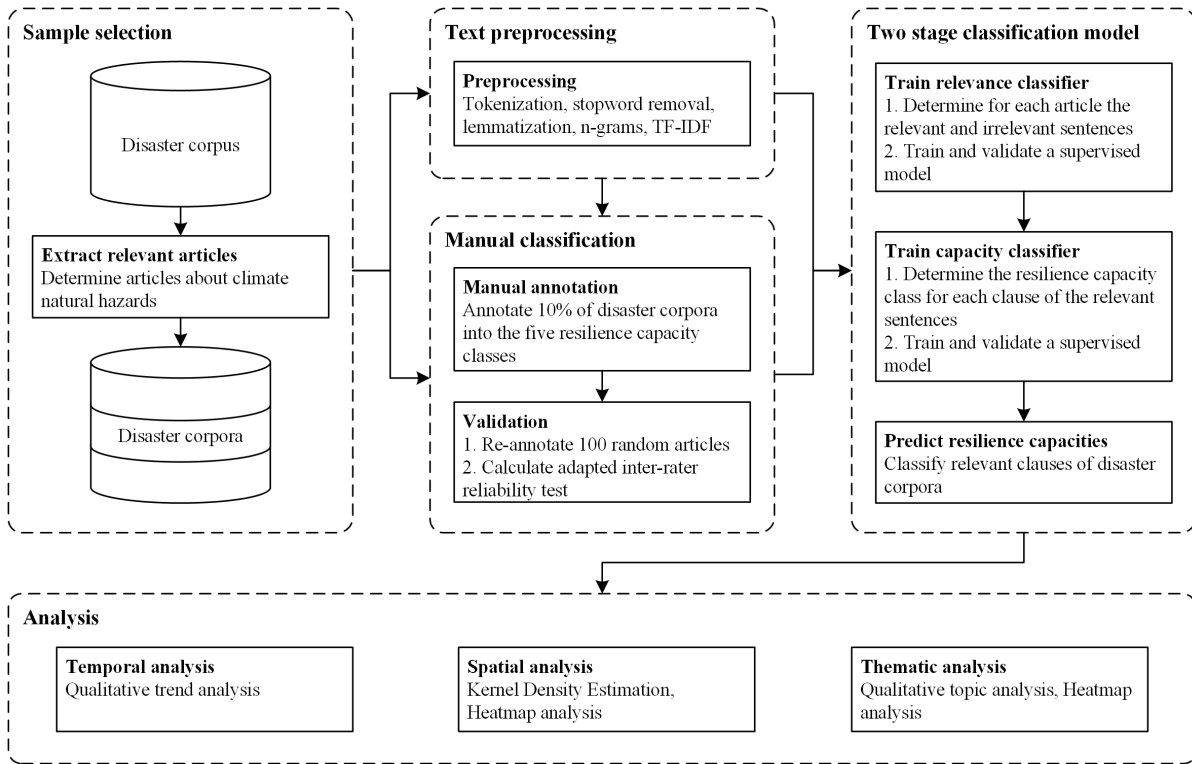 Sample selection
Disaster corpus
Extract relevant articles
Determine articles about climate
natural hazards
Disaster corpora
Text preprocessing
Preprocessing
Tokenization, stopword removal,
lemmatization, n-grams, TF-IDF
Manual classification
Manual annotation
Annotate 10% of disaster corpora
into the five resilience capacity
classes
Validation
1. Re-annotate 100 random articles
2. Calculate adapted inter-rater
reliability test
Two stage classification model
Train relevance classifier
1. Determine for each article the
relevant and irrelevant sentences
2. Train and validate a supervised
model
Train capacity classifier
1. Determine the resilience capacity
class for each clause of the relevant
sentences
2. Train and validate a supervised
model
Predict resilience capacities
Classify relevant clauses of disaster
corpora
Analysis
Temporal analysis
Qualitative trend analysis
Spatial analysis
Kernel Density Estimation,
Heatmap analysis
Thematic analysis
Qualitative topic analysis, Heatmap
analysis